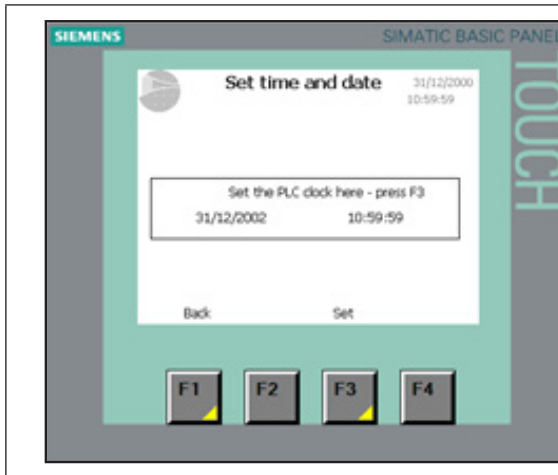 SIEMENS
SIMATIC BASIC PANEL
TOUCH
Set time and date
31/12/2000
10:59:59
Set the PLC clock here - press F3
31/12/2002 10:59:59
Back Set
F1 F2 F3 F4